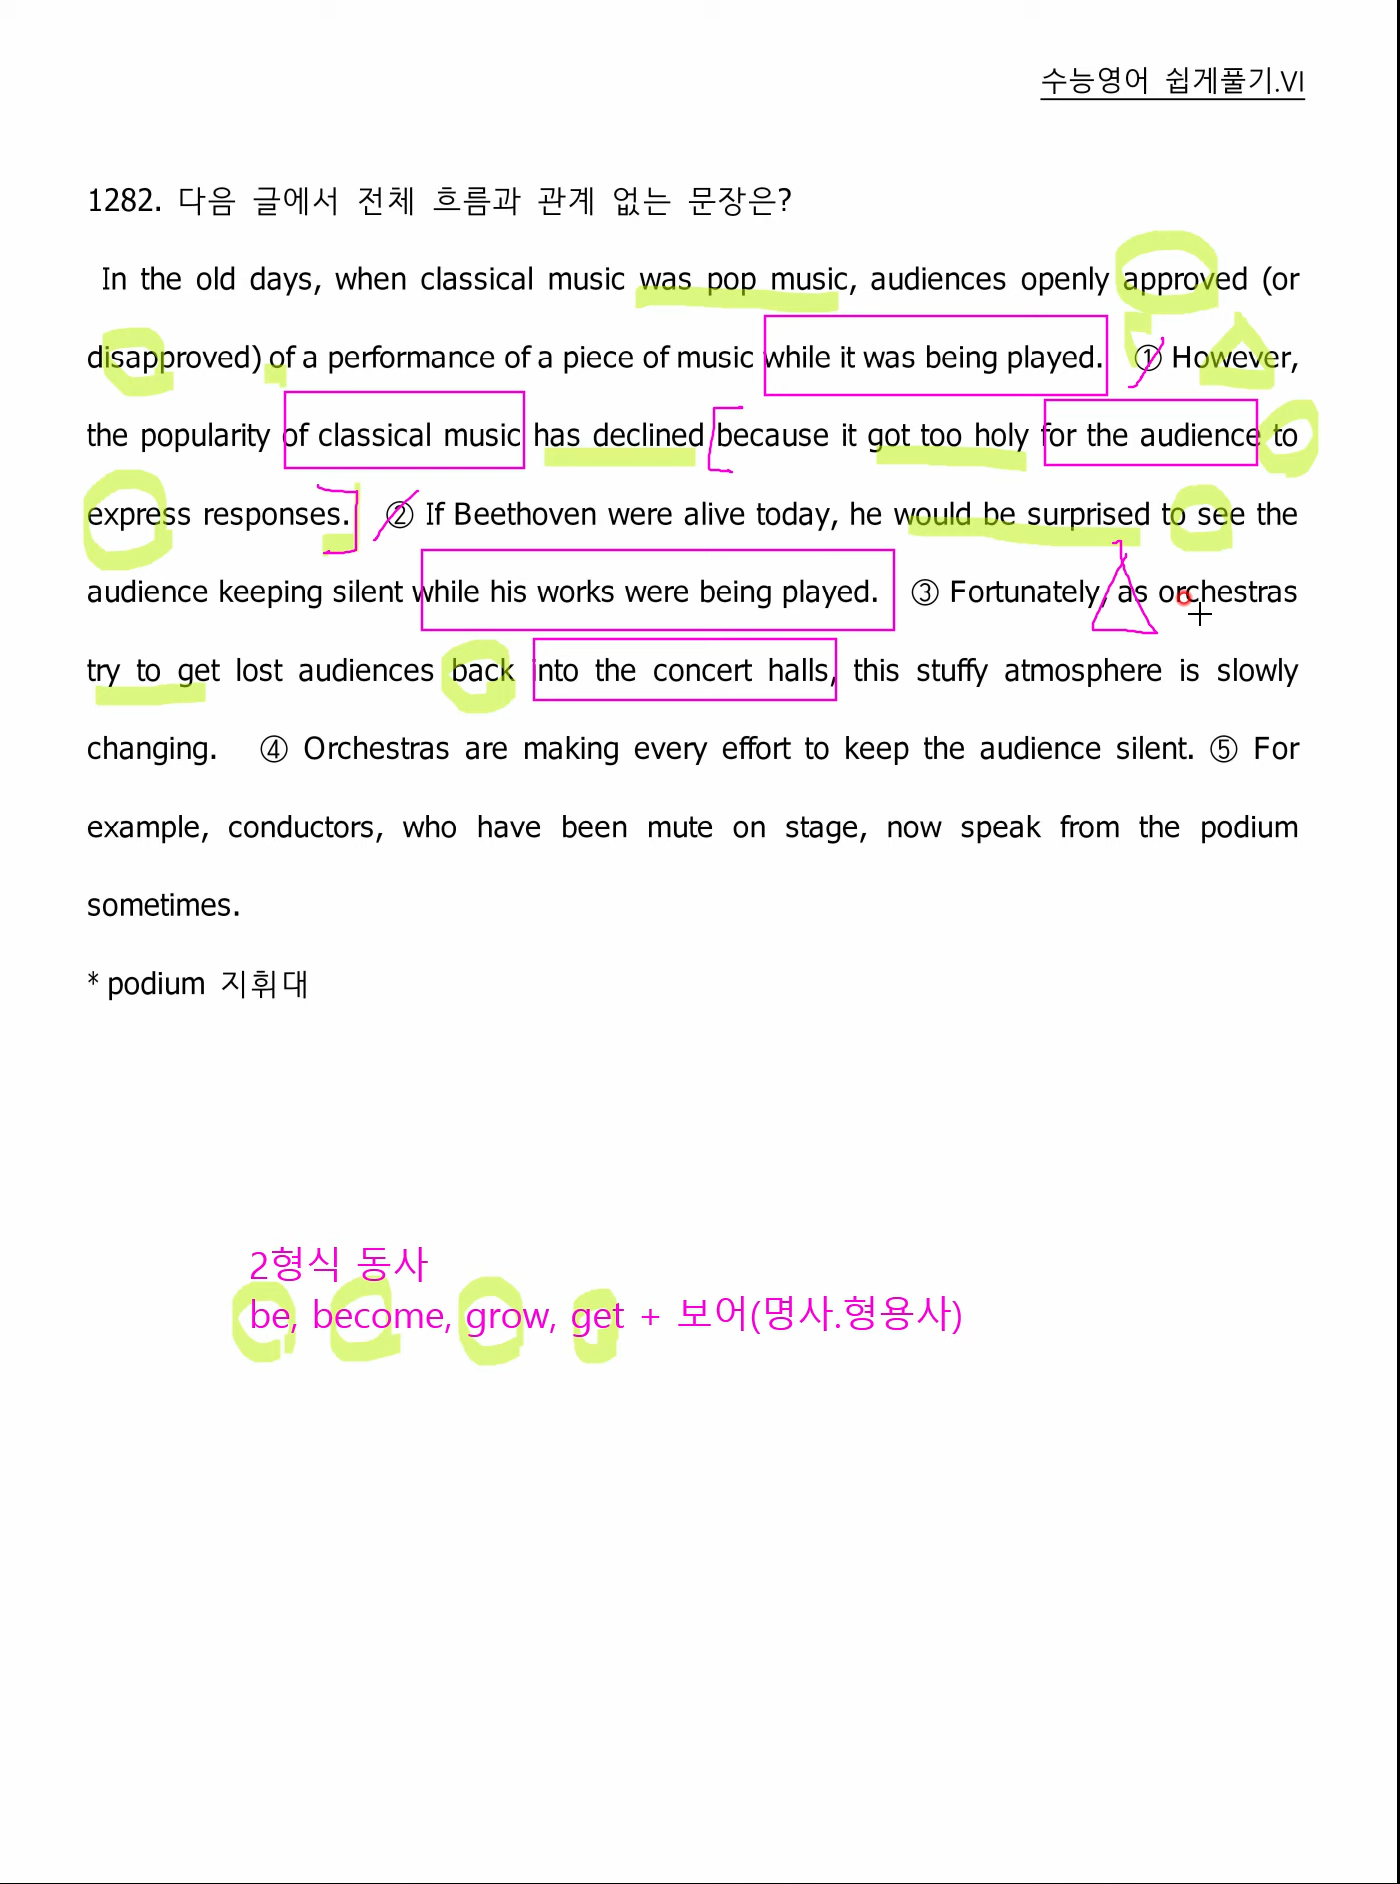 수능영어 쉽게풀기.VI
1282. 다음 글에서 전체 흐름과 관계 없는 문장은?
In the old days, when classical music was pop music, audiences openly approved (or
disapproved) of a performance of a piece of music while it was being played. ① However,
the popularity of classical music has declined because it got too holy for the audience to
express responses. ② If Beethoven were alive today, he would be surprised to see the
audience keeping silent while his works were being played. ③ Fortunately, as orchestras
try to get lost audiences back into the concert halls, this stuffy atmosphere is slowly
changing. ④ Orchestras are making every effort to keep the audience silent. ⑤ For
example, conductors, who have been mute on stage, now speak from the podium
sometimes.
* podium 지휘대
2형식 동사
be, become, grow, get + 보어(명사.형용사)